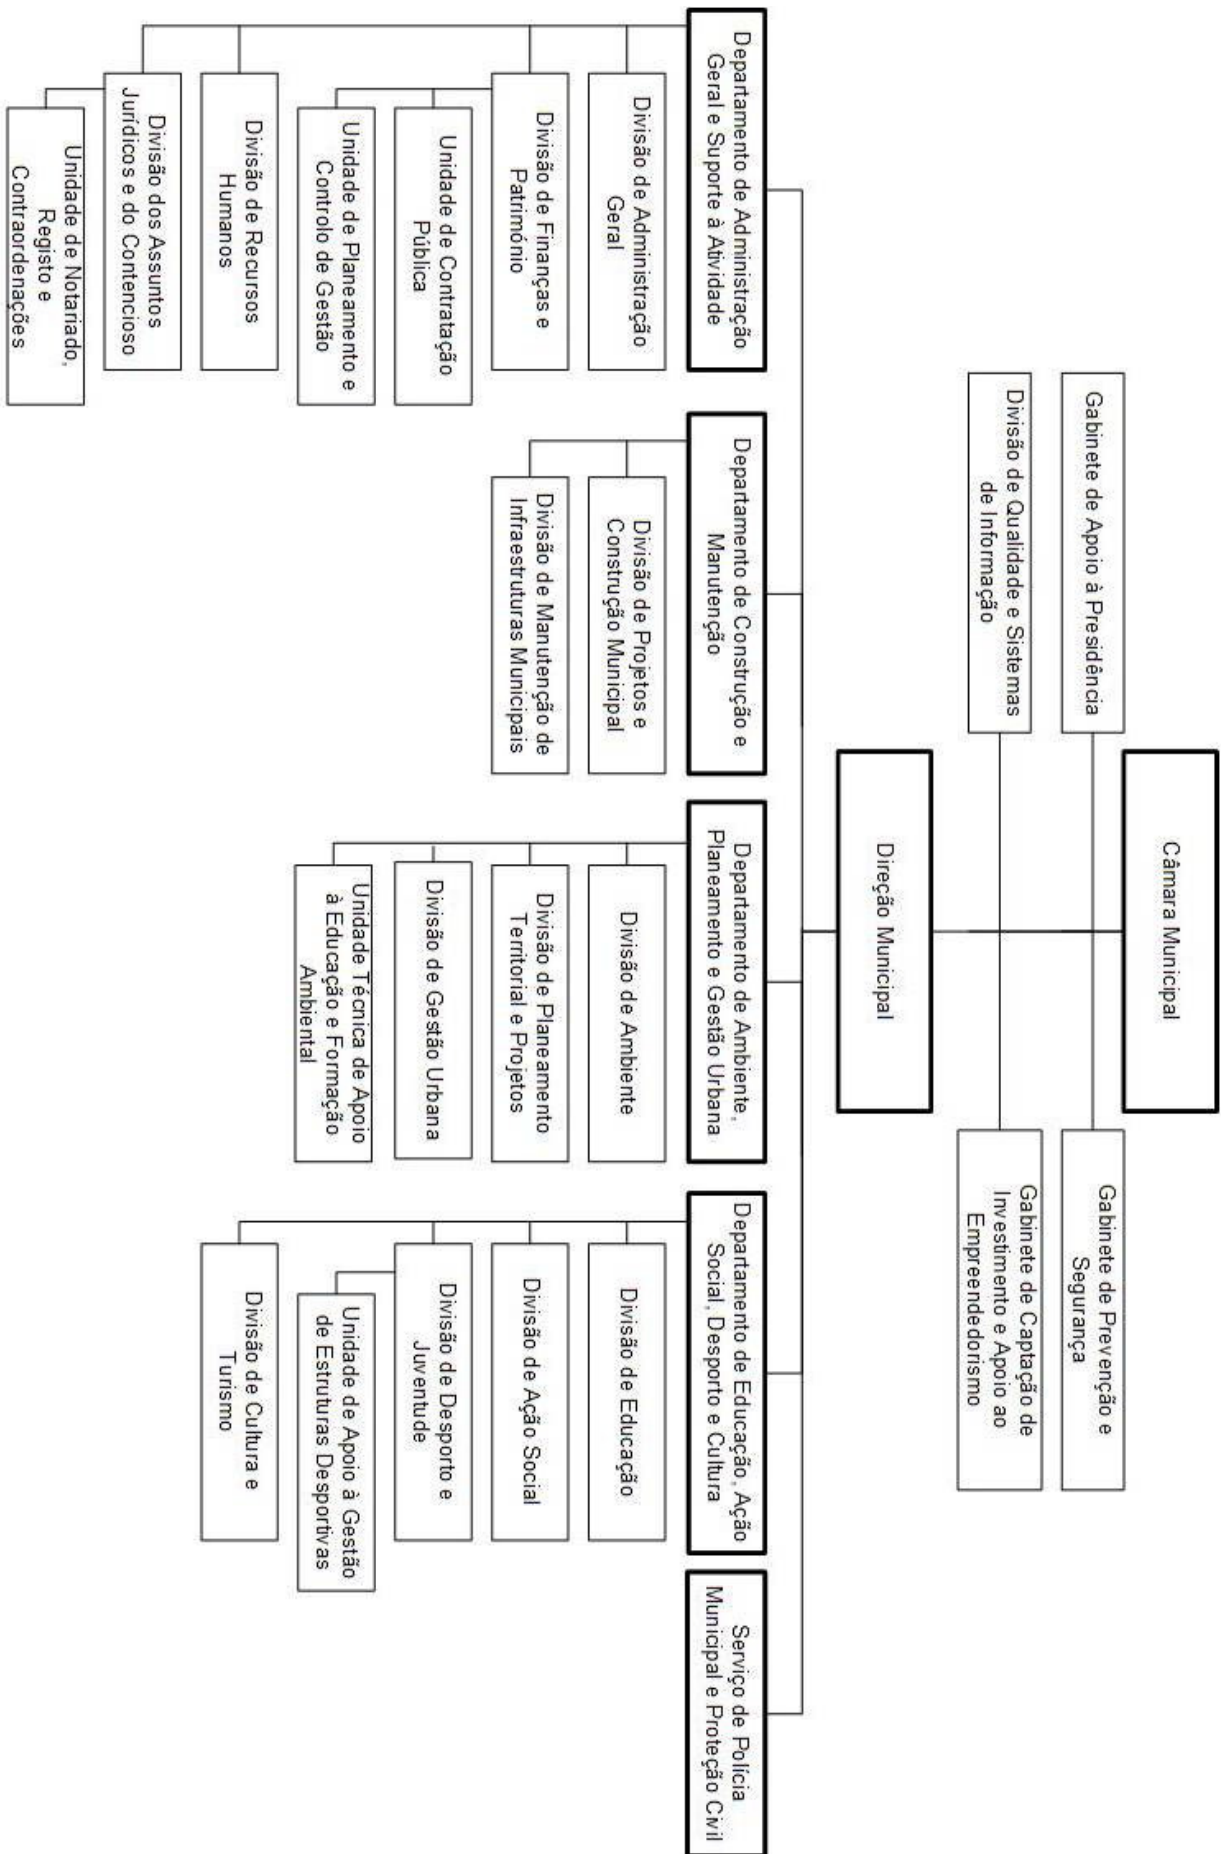 Câmara Municipal
Gabinete de Apoio à Presidência
Gabinete de Prevenção e
Segurança
Divisão de Qualidade e Sistemas
de Informação
Gabinete de Captação de
Investimento e Apoio ao
Empreendedorismo
Direção Municipal
Departamento de Administração
Geral e Suporte à Atividade
Divisão de Administração
Geral
Divisão de Finanças e
Património
Unidade de Contratação
Pública
Unidade de Planeamento e
Controlo de Gestão
Divisão de Recursos
Humanos
Divisão dos Assuntos
Jurídicos e do Contencioso
Unidade de Notariado,
Registo e
Contraordenações
Departamento de Construção e
Manutenção
Divisão de Projetos e
Construção Municipal
Divisão de Manutenção de
Infraestruturas Municipais
Departamento de Ambiente,
Planeamento e Gestão Urbana
Divisão de Ambiente
Divisão de Planeamento
Territorial e Projetos
Divisão de Gestão Urbana
Unidade Técnica de Apoio
à Educação e Formação
Ambiental
Departamento de Educação, Ação
Social, Desporto e Cultura
Divisão de Educação
Divisão de Ação Social
Divisão de Desporto e
Juventude
Unidade de Apoio à Gestão
de Estruturas Desportivas
Divisão de Cultura e
Turismo
Serviço de Polícia
Municipal e Proteção Civil